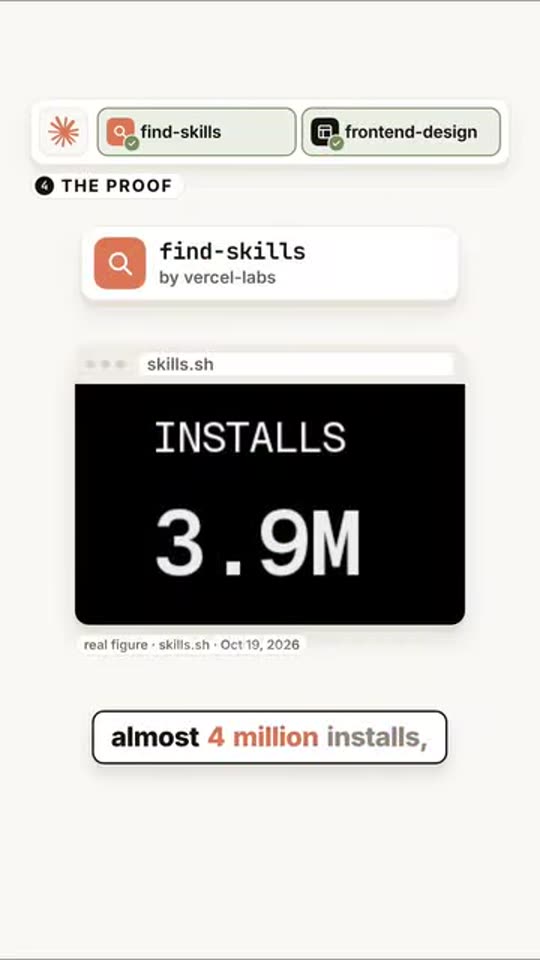 find-skills
frontend-design
4 THE PROOF
find-skills
by vercel-labs
skills.sh
INSTALLS
3.9M
real figure · skills.sh · Oct 19, 2026
almost 4 million installs,